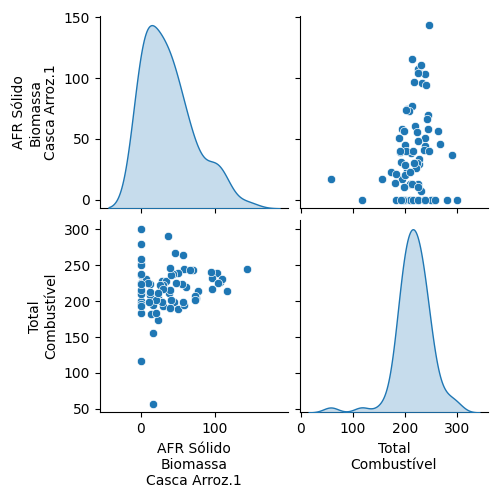 150
100
50
0
AFR Sólido
Biomassa
Casca Arroz.1
300
250
200
150
100
50
Total
Combustível
0
100
0
100
200
300
AFR Sólido
Biomassa
Casca Arroz.1
Total
Combustível